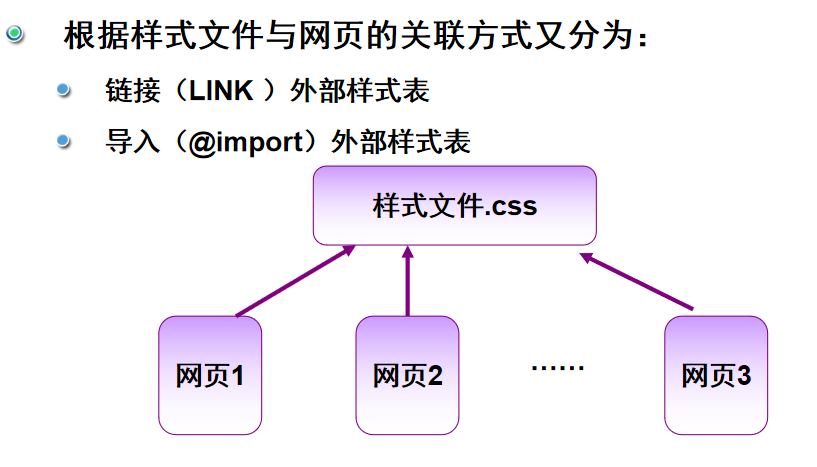 根据样式文件与网页的关联方式又分为：
链接（LINK ）外部样式表
导入（@import）外部样式表
样式文件.css
网页1
网页2
……
网页3